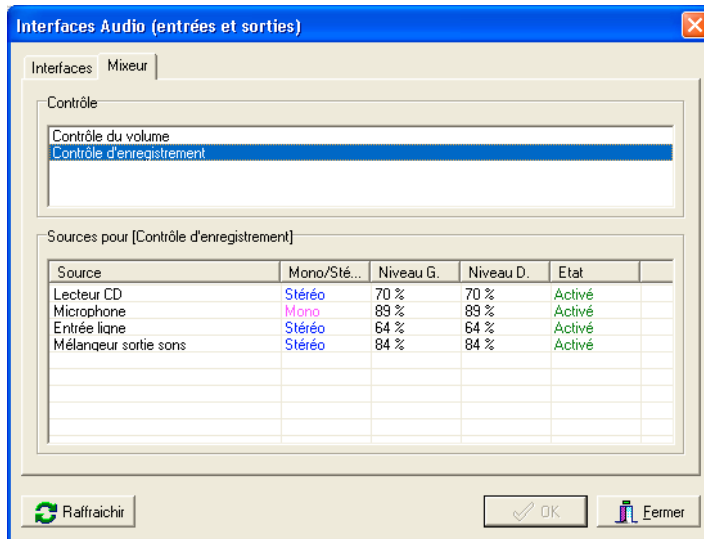 Interfaces Audio (entrées et sorties)
Interfaces Mixeur
Contrôle
Contrôle du volume
Contrôle d'enregistrement
Sources pour [Contrôle d'enregistrement]
Source Mono/Sté... Niveau G. Niveau D. Etat
Lecteur CD Stéréo 70 % 70 % Activé
Microphone Mono 89 % 89 % Activé
Entrée ligne Stéréo 64 % 64 % Activé
Mélangeur sortie sons Stéréo 84 % 84 % Activé
Raffraichir OK Fermer